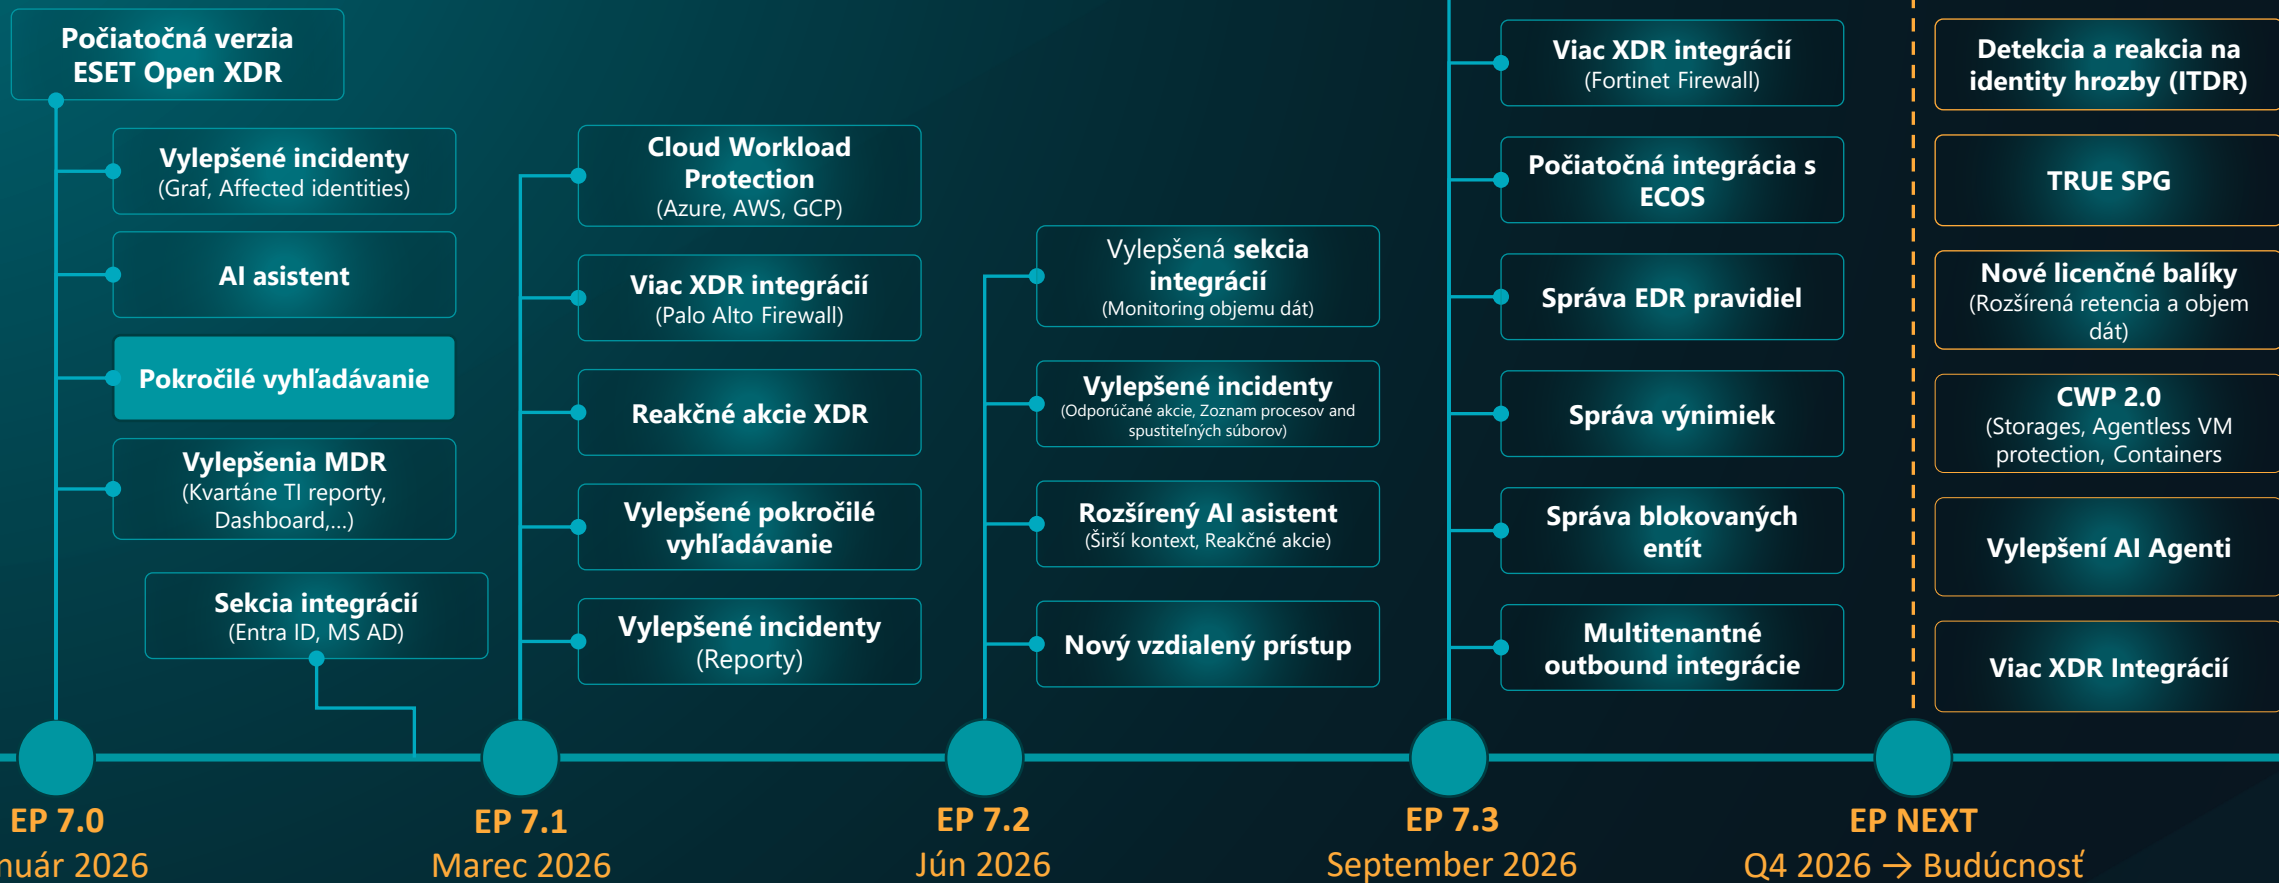 Počiatočná verzia
ESET Open XDR
Vylepšené incidenty
(Graf, Affected identities)
AI asistent
Pokročilé vyhľadávanie
Vylepšenia MDR
(Kvartáne TI reporty,
Dashboard,...)
Sekcia integrácií
(Entra ID, MS AD)
Cloud Workload
Protection
(Azure, AWS, GCP)
Viac XDR integrácií
(Palo Alto Firewall)
Reakčné akcie XDR
Vylepšené pokročilé
vyhľadávanie
Vylepšené incidenty
(Reporty)
Vylepšená sekcia
integrácií
(Monitoring objemu dát)
Vylepšené incidenty
(Odporúčané akcie, Zoznam procesov and
spustiteľných súborov)
Rozšírený AI asistent
(Širší kontext, Reakčné akcie)
Nový vzdialený prístup
Viac XDR integrácií
(Fortinet Firewall)
Počiatočná integrácia s
ECOS
Správa EDR pravidiel
Správa výnimiek
Správa blokovaných
entít
Multitenantné
outbound integrácie
Detekcia a reakcia na
identity hrozby (ITDR)
TRUE SPG
Nové licenčné balíky
(Rozšírená retencia a objem
dát)
CWP 2.0
(Storages, Agentless VM
protection, Containers
Vylepšení AI Agenti
Viac XDR Integrácií
EP 7.0
nuár 2026
EP 7.1
Marec 2026
EP 7.2
Jún 2026
EP 7.3
September 2026
EP NEXT
Q4 2026 → Budúcnosť